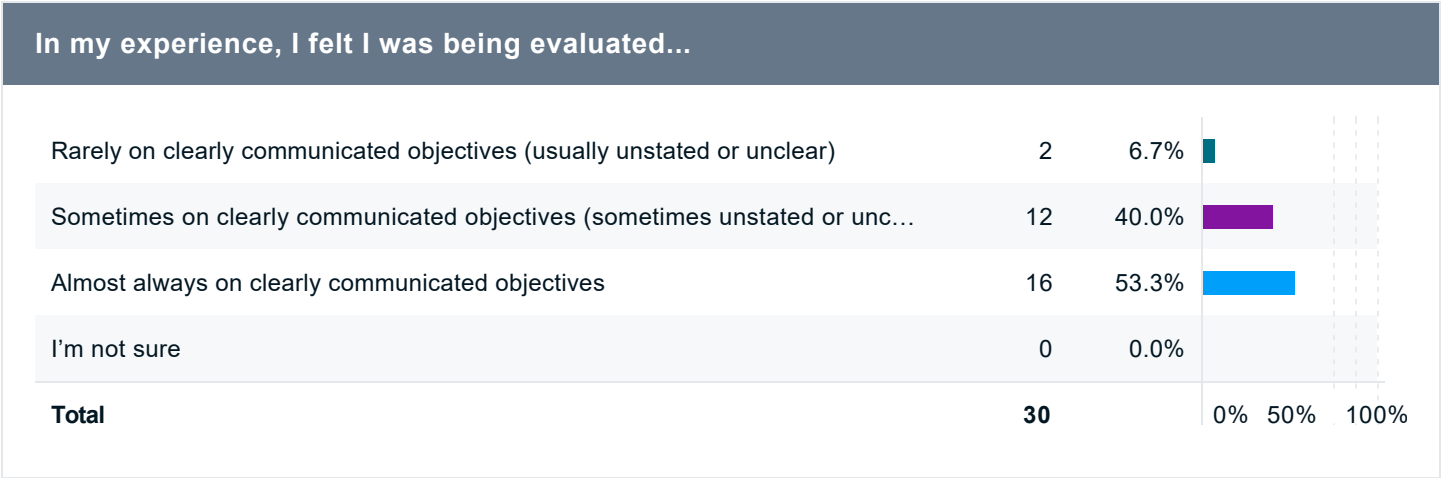 In my experience, I felt I was being evaluated...
Rarely on clearly communicated objectives (usually unstated or unclear) 2 6.7%
Sometimes on clearly communicated objectives (sometimes unstated or unc… 12 40.0%
Almost always on clearly communicated objectives 16 53.3%
I’m not sure 0 0.0%
Total 30 0% 50% 100%